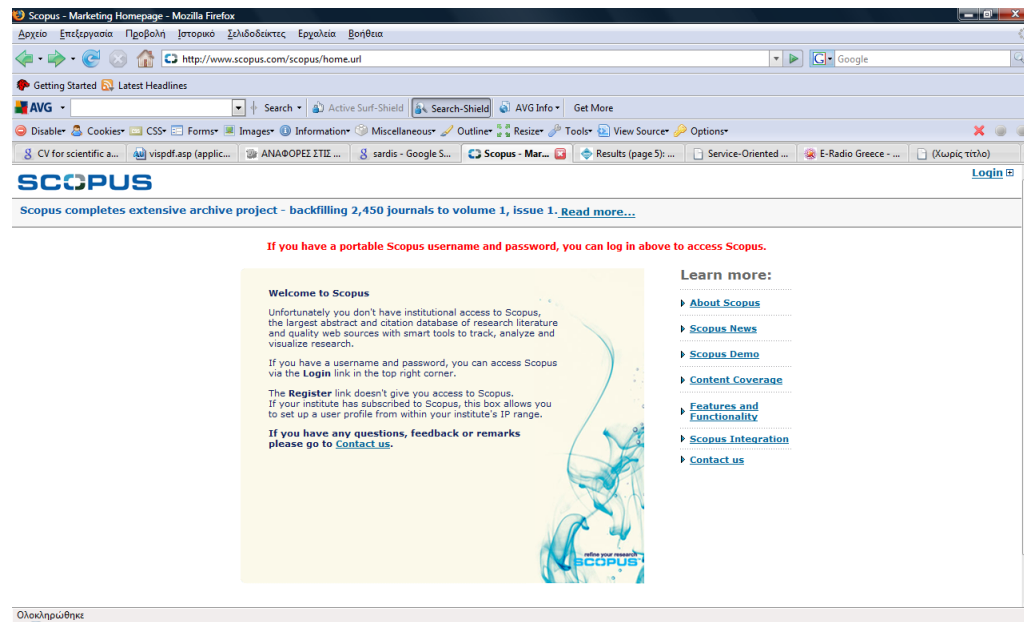 Scopus - Marketing Homepage - Mozilla Firefox
Αρχείο Επεξεργασία Προβολή Ιστορικό Σελιδοδείκτες Εργαλεία Βοήθεια
http://www.scopus.com/scopus/home.url G Google
Getting Started Latest Headlines
AVG Search Active Surf-Shield Search-Shield AVG Info Get More
Disable Cookies CSS Forms Images Information Miscellaneous Outline Resize Tools View Source Options
CV for scientific a... vispdf.asp (applic... ΑΝΑΦΟΡΕΣ ΣΤΙΣ ... sardis - Google S... Scopus - Mar... Results (page 5): ... Service-Oriented ... E-Radio Greece - ... (Χωρίς τίτλο)
SCOPUS
Login
Scopus completes extensive archive project - backfilling 2,450 journals to volume 1, issue 1. Read more...
If you have a portable Scopus username and password, you can log in above to access Scopus.
Welcome to Scopus
Unfortunately you don't have institutional access to Scopus,
the largest abstract and citation database of research literature
and quality web sources with smart tools to track, analyze and
visualize research.
If you have a username and password, you can access Scopus
via the Login link in the top right corner.
The Register link doesn't give you access to Scopus.
If your institute has subscribed to Scopus, this box allows you
to set up a user profile from within your institute's IP range.
If you have any questions, feedback or remarks
please go to Contact us.
refine your research
SCOPUS
Learn more:
About Scopus
Scopus News
Scopus Demo
Content Coverage
Features and
Functionality
Scopus Integration
Contact us
Ολοκληρώθηκε